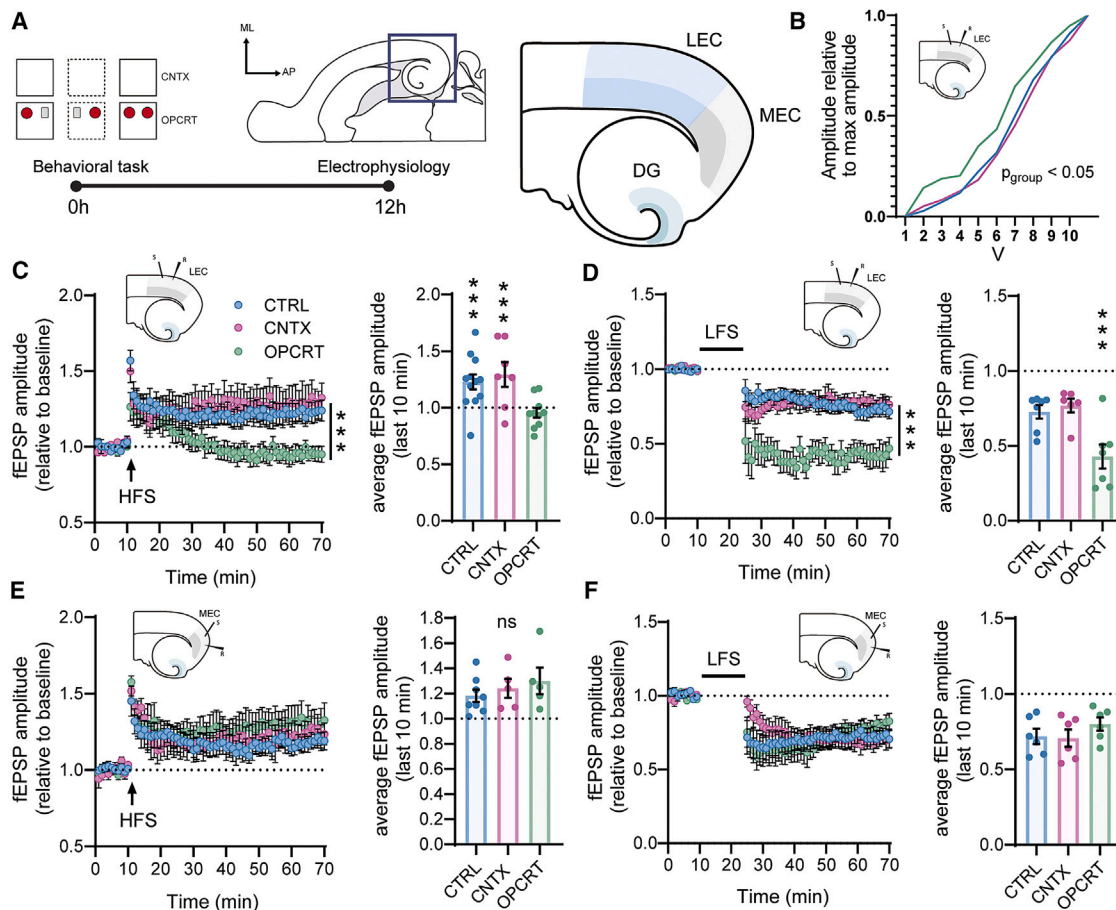 A
ML
AP
CNTX
OPCRT
Behavioral task
Electrophysiology
0h
12h
LEC
MEC
DG
B
Amplitude relative
to max amplitude
1.0
0.5
0.0
S
R
LEC
p group < 0.05
1 2 3 4 5 6 7 8 9 10
V
C
fEPSP amplitude
(relative to baseline)
2.0
1.5
1.0
0.5
S
R
LEC
CTRL
CNTX
OPCRT
HFS
***
0 10 20 30 40 50 60 70
Time (min)
average fEPSP amplitude
(last 10 min)
2.0
1.5
1.0
1.0
0.0
*** ***
CTRL
CNTX
OPCRT
D
fEPSP amplitude
(relative to baseline)
1.5
1.0
0.5
0.0
LFS
S
R
LEC
***
0 10 20 30 40 50 60 70
Time (min)
average fEPSP amplitude
(last 10 min)
1.5
1.0
0.5
0.0
***
CTRL
CNTX
OPCRT
E
fEPSP amplitude
(relative to baseline)
2.0
1.5
1.0
0.5
MEC
S
R
HFS
0 10 20 30 40 50 60 70
Time (min)
average fEPSP amplitude
(last 10 min)
1.8
1.6
1.4
1.2
1.0
1.8
1.6
1.4
1.2
0.0
ns
CTRL
CNTX
OPCRT
F
fEPSP amplitude
(relative to baseline)
1.5
1.0
0.5
0.0
LFS
MEC
S
R
0 10 20 30 40 50 60 70
Time (min)
average fEPSP amplitude
(last 10 min)
1.5
1.0
0.5
0.0
CTRL
CNTX
OPCRT